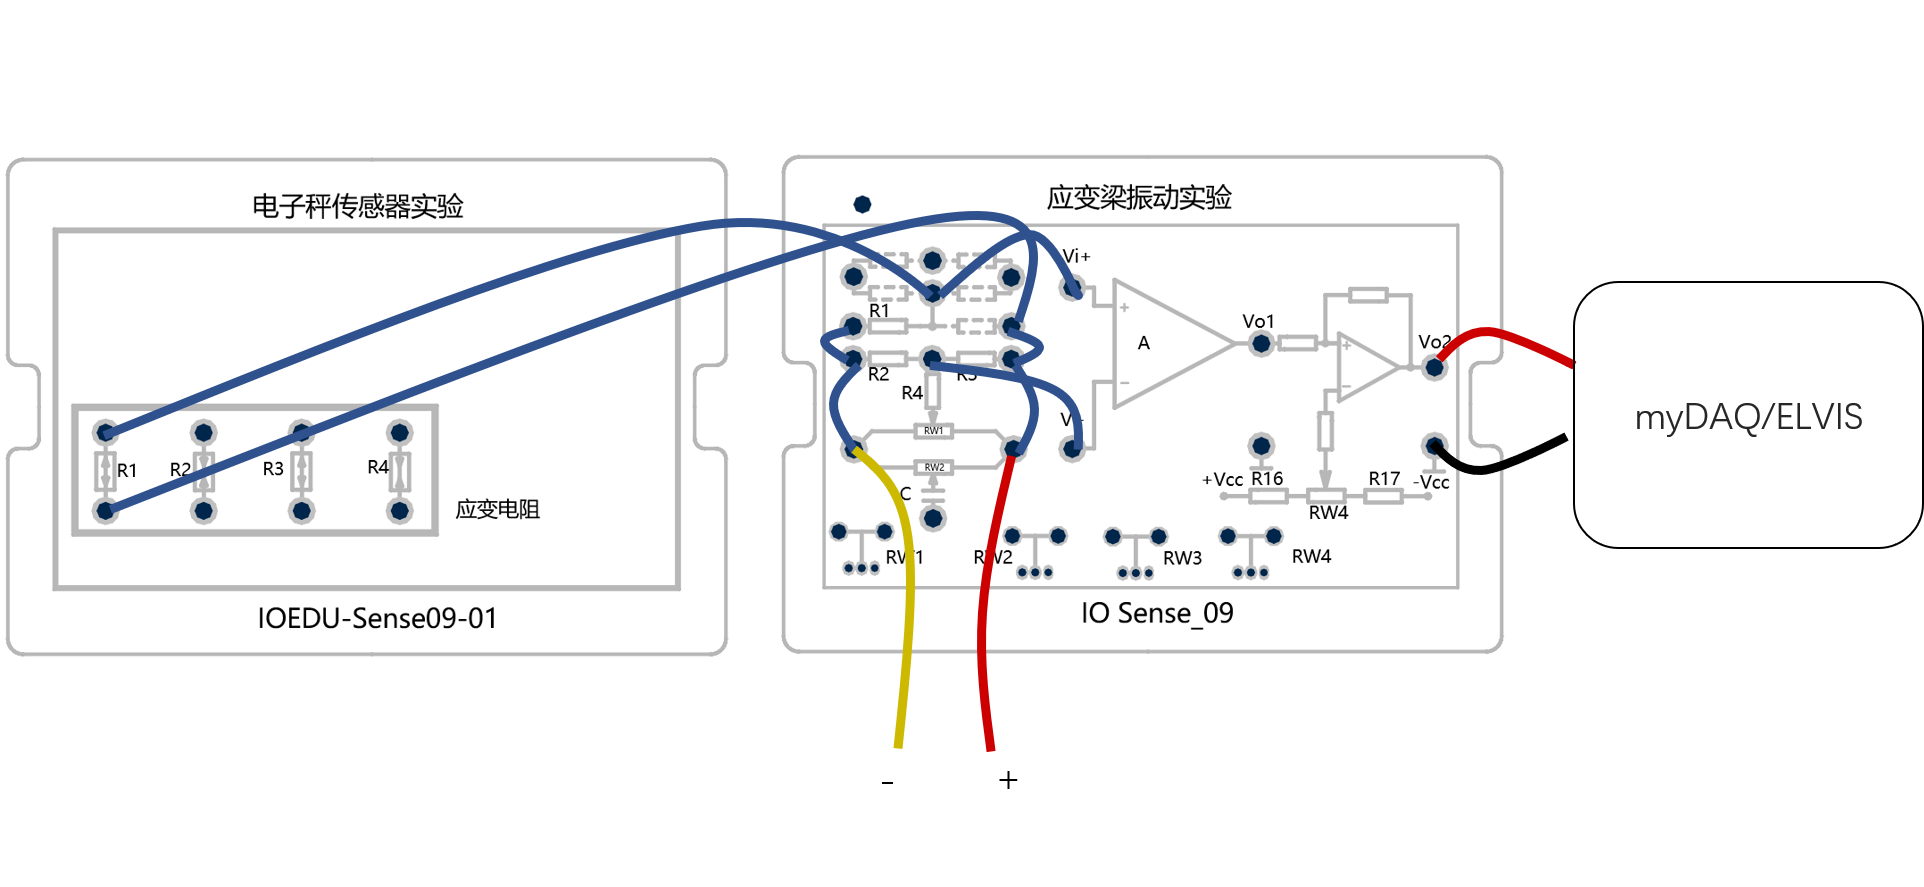 电子秤传感器实验
R1
R2
R3
R4
应变电阻
IOEDU-Sense09-01
应变梁振动实验
Vi+
R1
R2
R3
R4
RW1
RW2
C
A
+
−
Vo1
+
−
Vo2
+Vcc
R16
R17
-Vcc
RW4
RW1
RW2
RW3
RW4
IO Sense_09
myDAQ/ELVIS
-
+